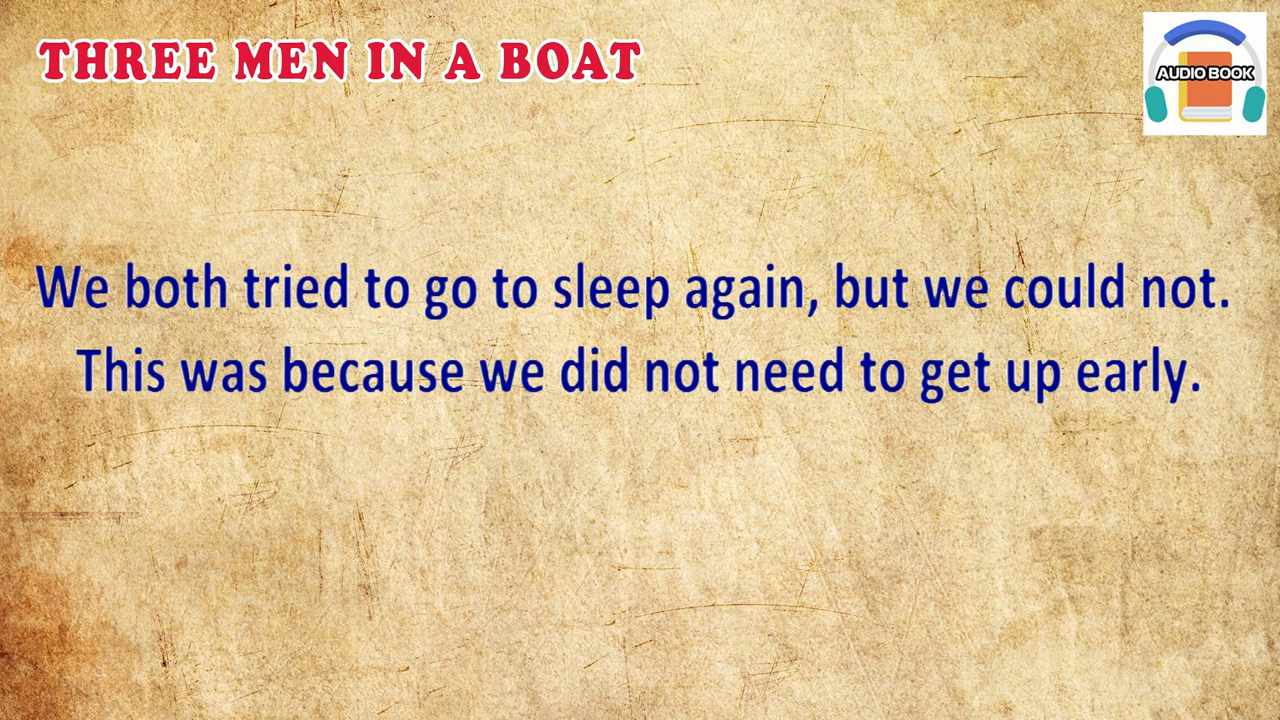 THREE MEN IN A BOAT
AUDIO BOOK
We both tried to go to sleep again, but we could not.
This was because we did not need to get up early.